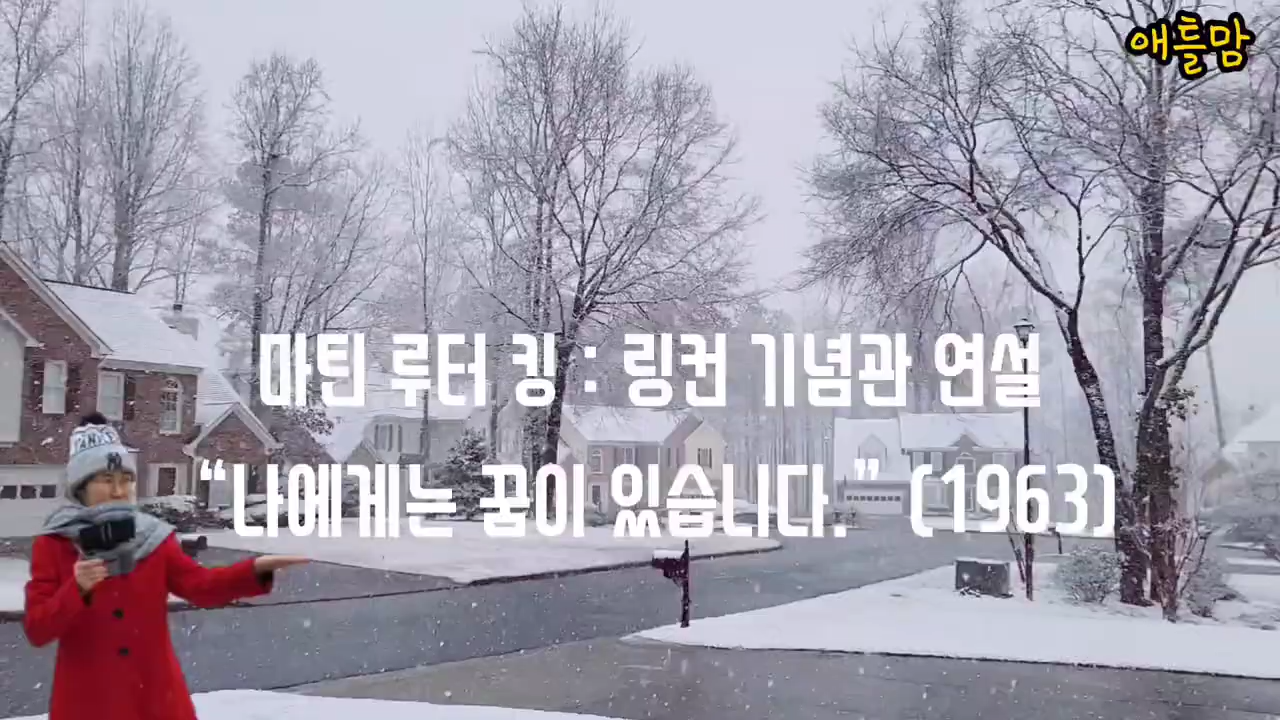 애틀맘
마틴 루터 킹 : 링컨 기념관 연설
“나에게는 꿈이 있습니다.” (1963)